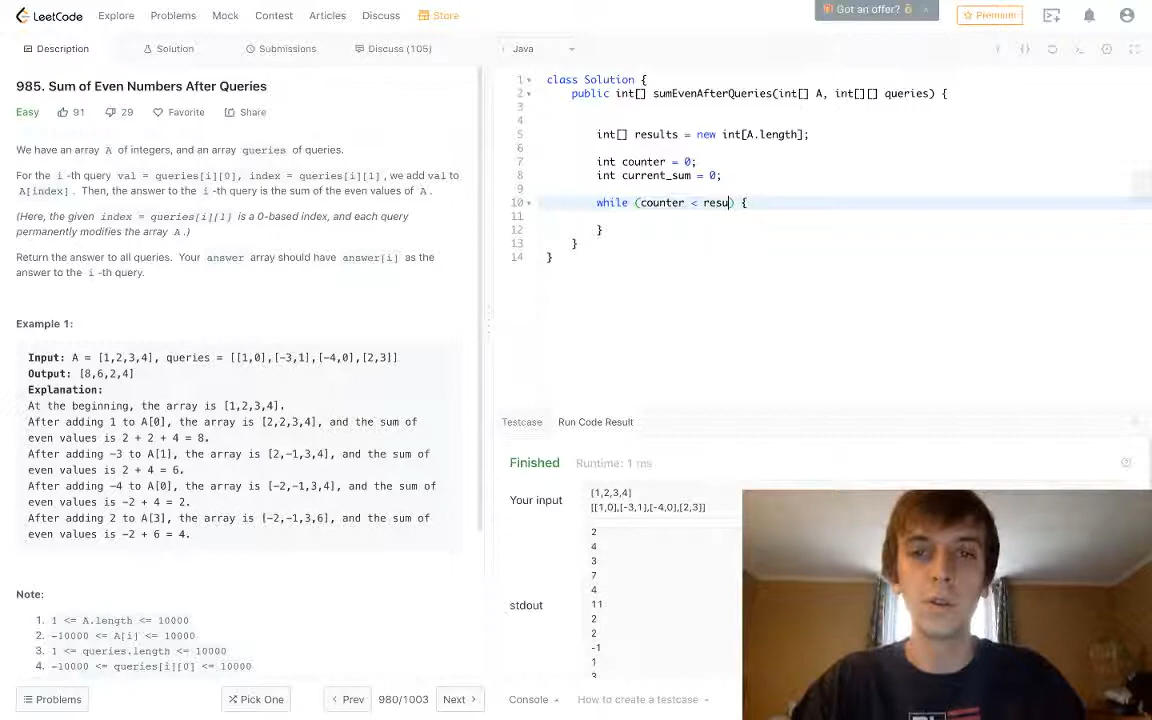 LeetCode Explore Problems Mock Contest Articles Discuss Store Got an offer? Premium
Description Solution Submissions Discuss (105) Java
985. Sum of Even Numbers After Queries
Easy 91 29 Favorite Share
We have an array A of integers, and an array queries of queries.
For the i -th query val = queries[i][0], index = queries[i][1], we add val to
A[index]. Then, the answer to the i -th query is the sum of the even values of A.
(Here, the given index = queries[i][1] is a 0-based index, and each query
permanently modifies the array A.)
Return the answer to all queries. Your answer array should have answer[i] as the
answer to the i -th query.
Example 1:
Input: A = [1,2,3,4], queries = [[1,0],[-3,1],[-4,0],[2,3]]
Output: [8,6,2,4]
Explanation:
At the beginning, the array is [1,2,3,4].
After adding 1 to A[0], the array is [2,2,3,4], and the sum of
even values is 2 + 2 + 4 = 8.
After adding -3 to A[1], the array is [2,-1,3,4], and the sum of
even values is 2 + 4 = 6.
After adding -4 to A[0], the array is [-2,-1,3,4], and the sum of
even values is -2 + 4 = 2.
After adding 2 to A[3], the array is [-2,-1,3,6], and the sum of
even values is -2 + 6 = 4.
Note:
1. 1 <= A.length <= 10000
2. -10000 <= A[i] <= 10000
3. 1 <= queries.length <= 10000
4. -10000 <= queries[i][0] <= 10000
Problems Pick One Prev 980/1003 Next
1 class Solution {
2 public int[] sumEvenAfterQueries(int[] A, int[][] queries) {
3
4
5 int[] results = new int[A.length];
6
7 int counter = 0;
8 int current_sum = 0;
9
10 while (counter < resu) {
11
12 }
13 }
14 }
Testcase Run Code Result
Finished Runtime: 1 ms
Your input
[1,2,3,4]
[[1,0],[-3,1],[-4,0],[2,3]]
stdout
2
4
3
7
4
11
2
2
-1
1
3
Console How to create a testcase